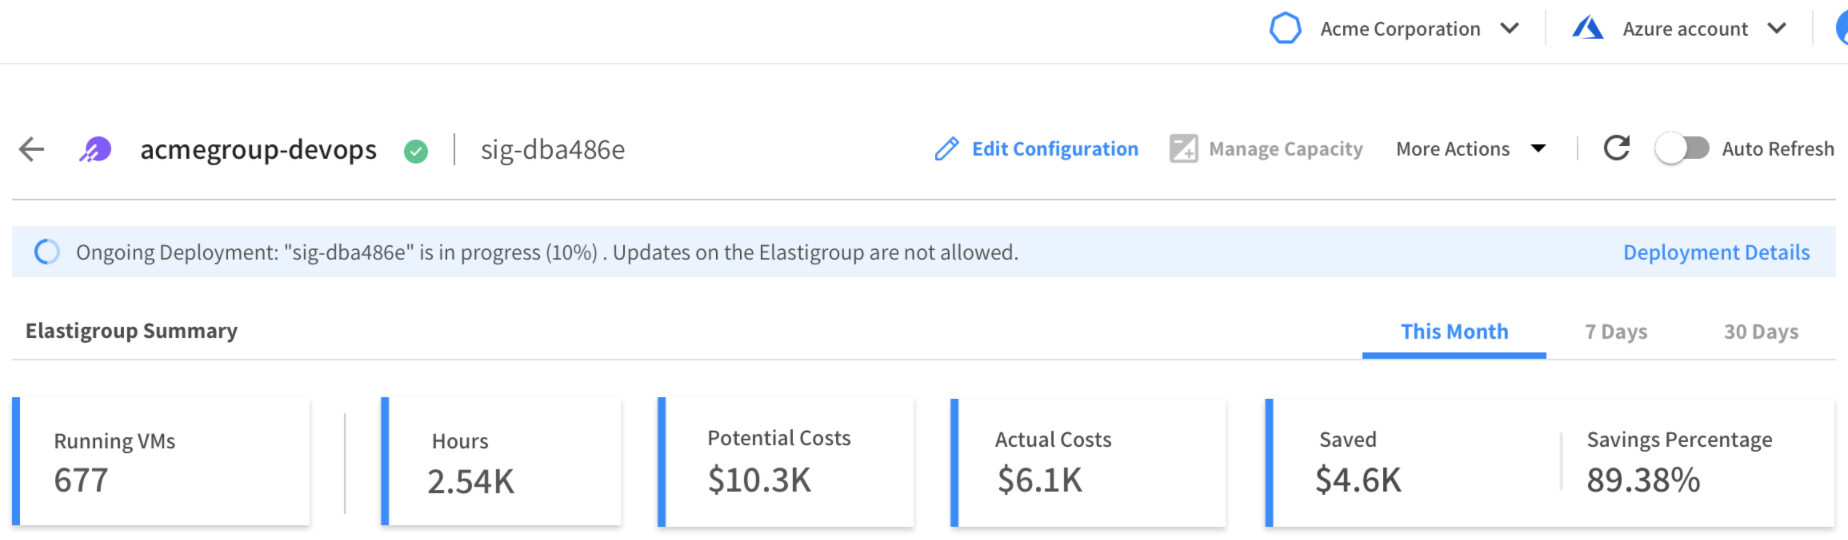 Acme Corporation Azure account
acmegroup-devops sig-dba486e Edit Configuration Manage Capacity More Actions Auto Refresh
Ongoing Deployment: "sig-dba486e" is in progress (10%) . Updates on the Elastigroup are not allowed. Deployment Details
Elastigroup Summary This Month 7 Days 30 Days
Running VMs Hours Potential Costs Actual Costs Saved Savings Percentage
677 2.54K $10.3K $6.1K $4.6K 89.38%